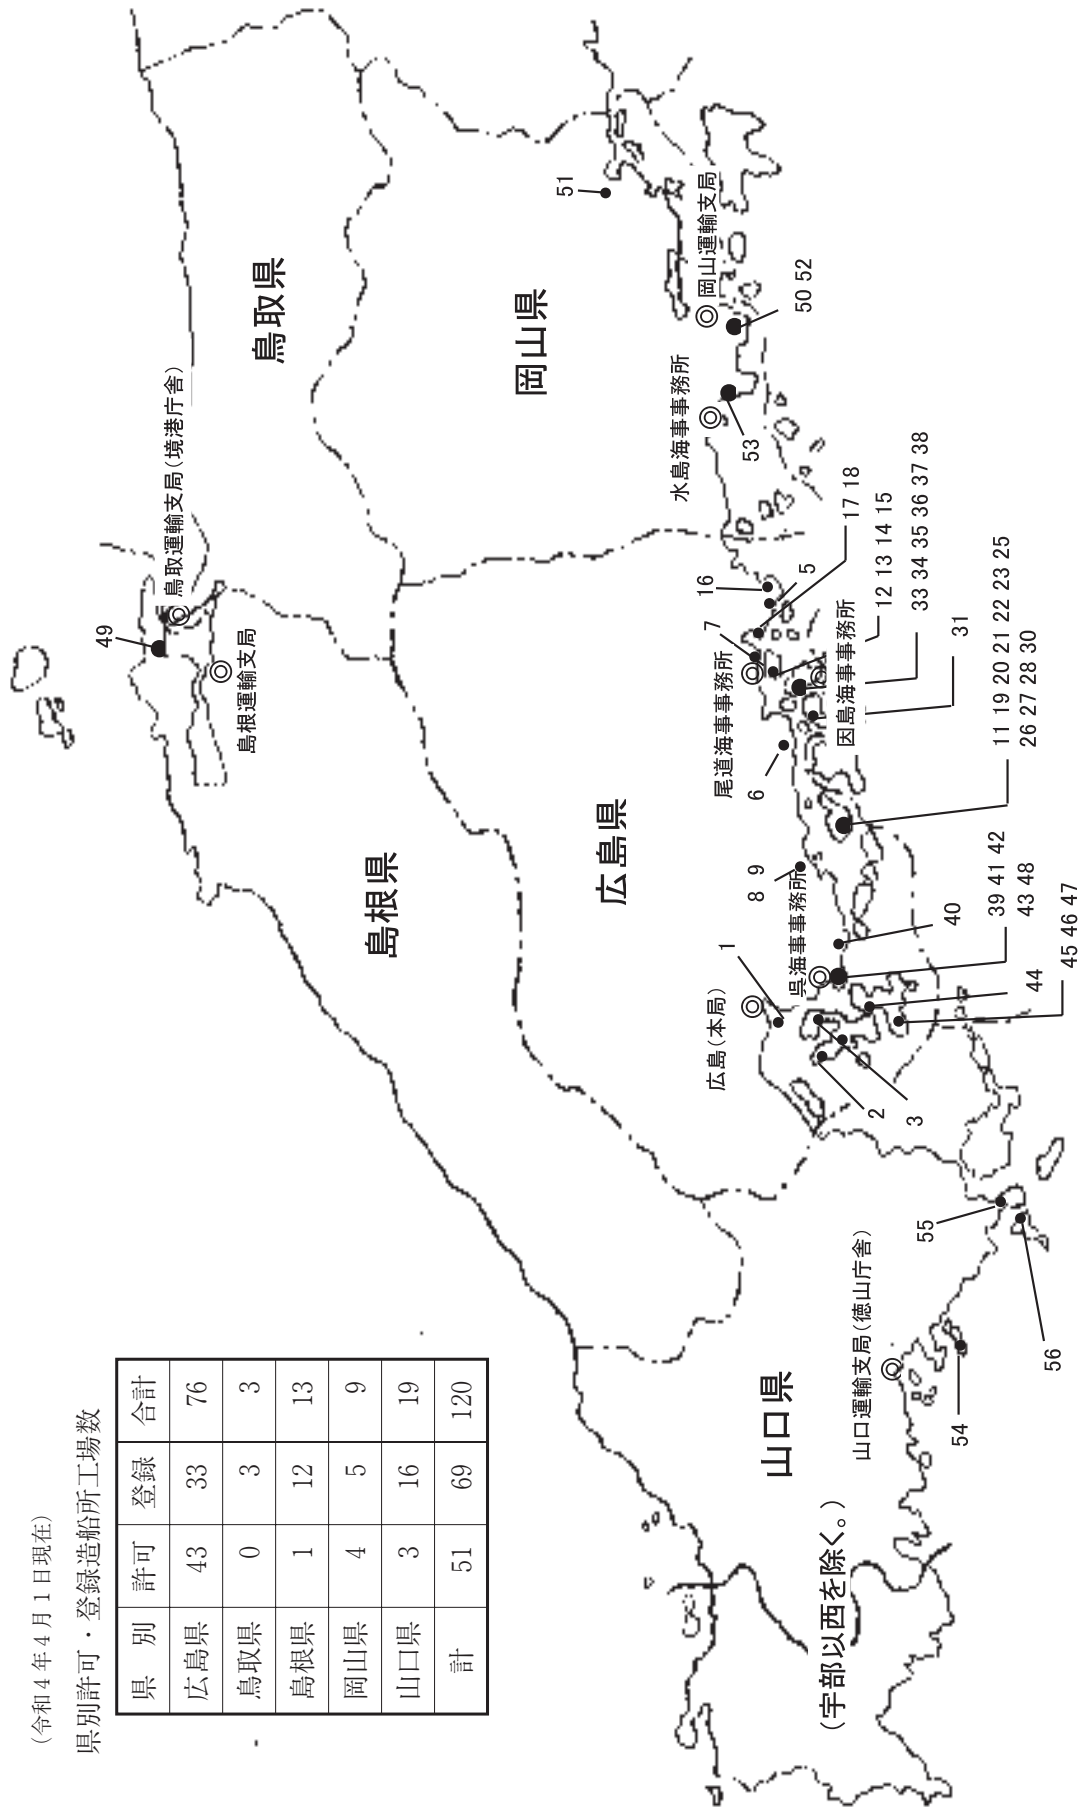 (令和４年４月１日現在)
県別許可・登録造船所工場数
県 別 許可 登録 合計
広島県 43 33 76
鳥取県 0 3 3
島根県 1 12 13
岡山県 4 5 9
山口県 3 16 19
計 51 69 120
49
鳥取運輸支局(境港庁舎)
島根運輸支局
鳥取県
島根県
岡山県
広島県
山口県
(宇部以西を除く。)
51
岡山運輸支局
50 52
水島海事事務所
53
16
5
17 18
7
尾道海事事務所
12 13 14 15
因島海事事務所
33 34 35 36 37 38
31
6
11 19 20 21 22 23 25
26 27 28 30
8 9
呉海事事務所
40
39 41 42
43 48
1
広島(本局)
44
45 46 47
2
3
55
56
山口運輸支局(徳山庁舎)
54